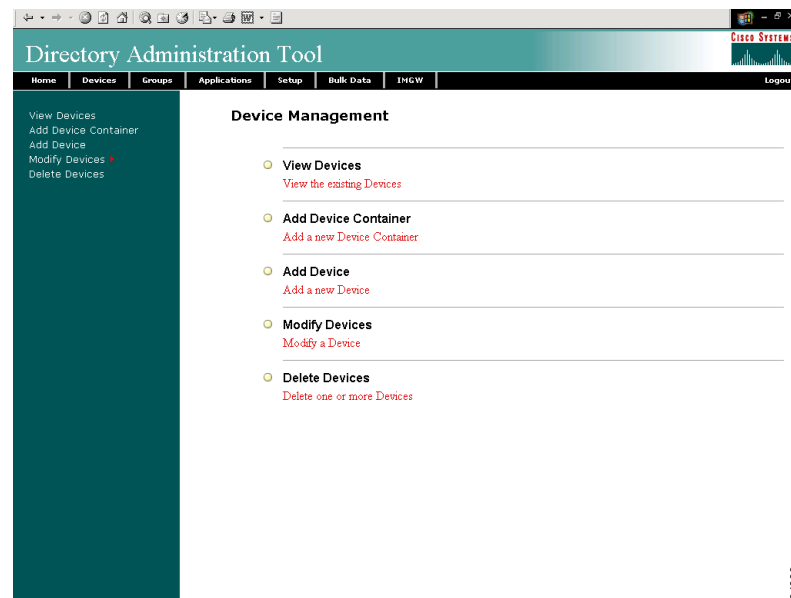 CISCO SYSTEMS
Directory Administration Tool
Home Devices Groups Applications Setup Bulk Data IMGW
View Devices
Add Device Container
Add Device
Modify Devices
Delete Devices
Device Management
View Devices
View the existing Devices
Add Device Container
Add a new Device Container
Add Device
Add a new Device
Modify Devices
Modify a Device
Delete Devices
Delete one or more Devices